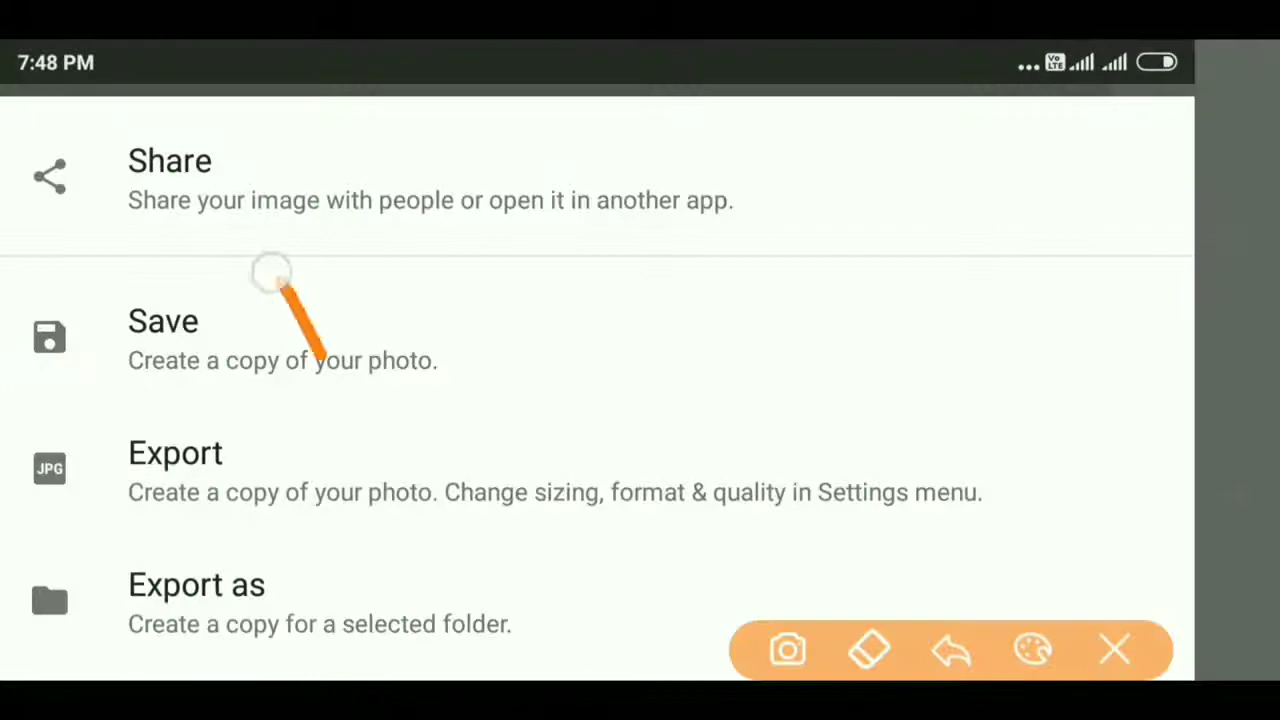 7:48 PM
Vo LTE
Share
Share your image with people or open it in another app.
Save
Create a copy of your photo.
JPG
Export
Create a copy of your photo. Change sizing, format & quality in Settings menu.
Export as
Create a copy for a selected folder.